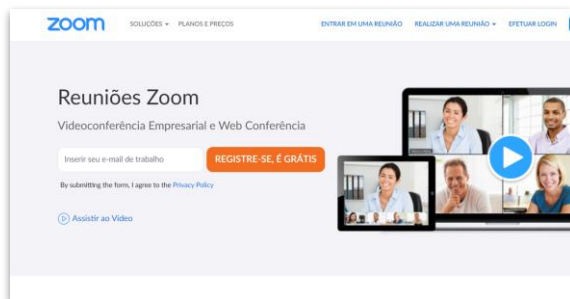 zoom SOLUÇÕES PLANOS E PREÇOS ENTRAR EM UMA REUNIÃO REALIZAR UMA REUNIÃO EFETUAR LOGIN
Reuniões Zoom
Videoconferência Empresarial e Web Conferência
Inserir seu e-mail de trabalho REGISTRE-SE, É GRÁTIS
By submitting the form, I agree to the Privacy Policy
Assistir ao Vídeo